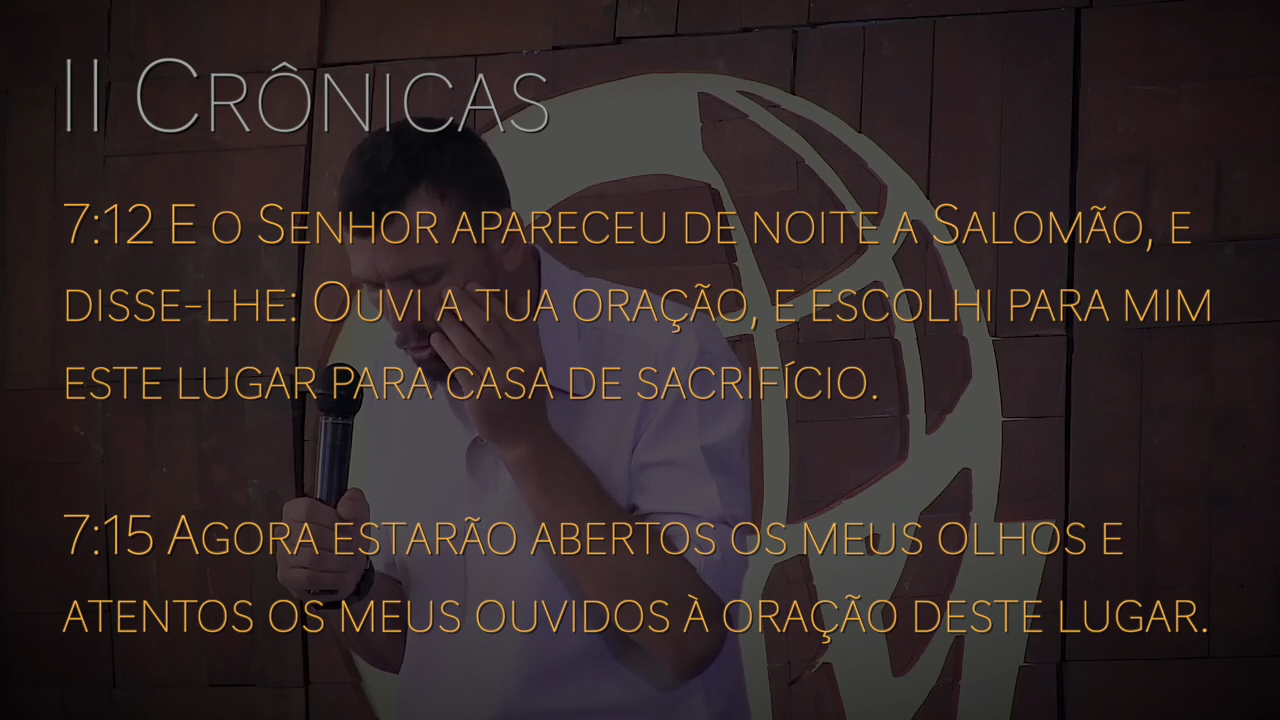 II Crônicas
7:12 E o Senhor apareceu de noite a Salomão, e
disse-lhe: Ouvi a tua oração, e escolhi para mim
este lugar para casa de sacrifício.
7:15 Agora estarão abertos os meus olhos e
atentos os meus ouvidos à oração deste lugar.